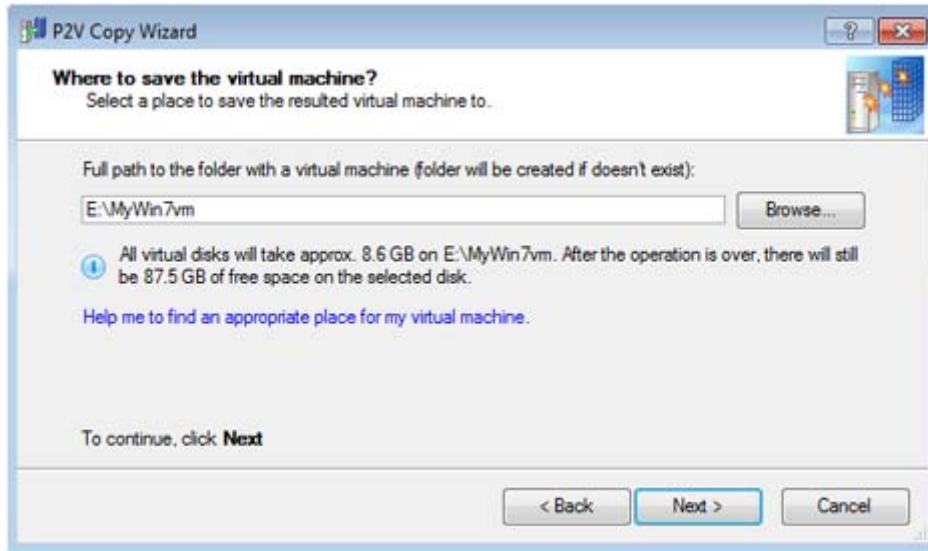 P2V Copy Wizard
Where to save the virtual machine?
Select a place to save the resulted virtual machine to.
Full path to the folder with a virtual machine (folder will be created if doesn't exist):
E:\MyWin7vm
Browse...
All virtual disks will take approx. 8.6 GB on E:\MyWin7vm. After the operation is over, there will still
be 87.5 GB of free space on the selected disk.
Help me to find an appropriate place for my virtual machine.
To continue, click Next
< Back
Next >
Cancel